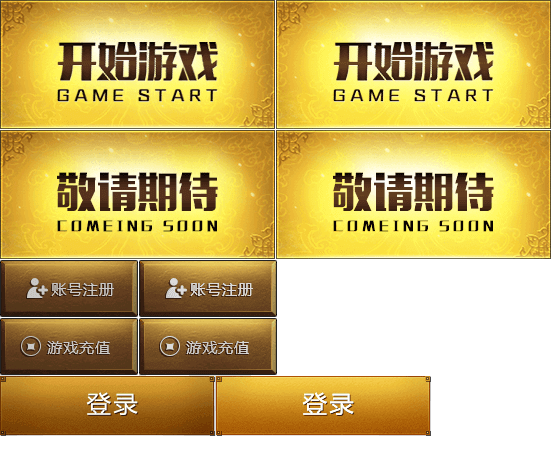 开始游戏 开始游戏
GAME START GAME START
敬请期待 敬请期待
COMEING SOON COMEING SOON
账号注册 账号注册
游戏充值 游戏充值
登录 登录